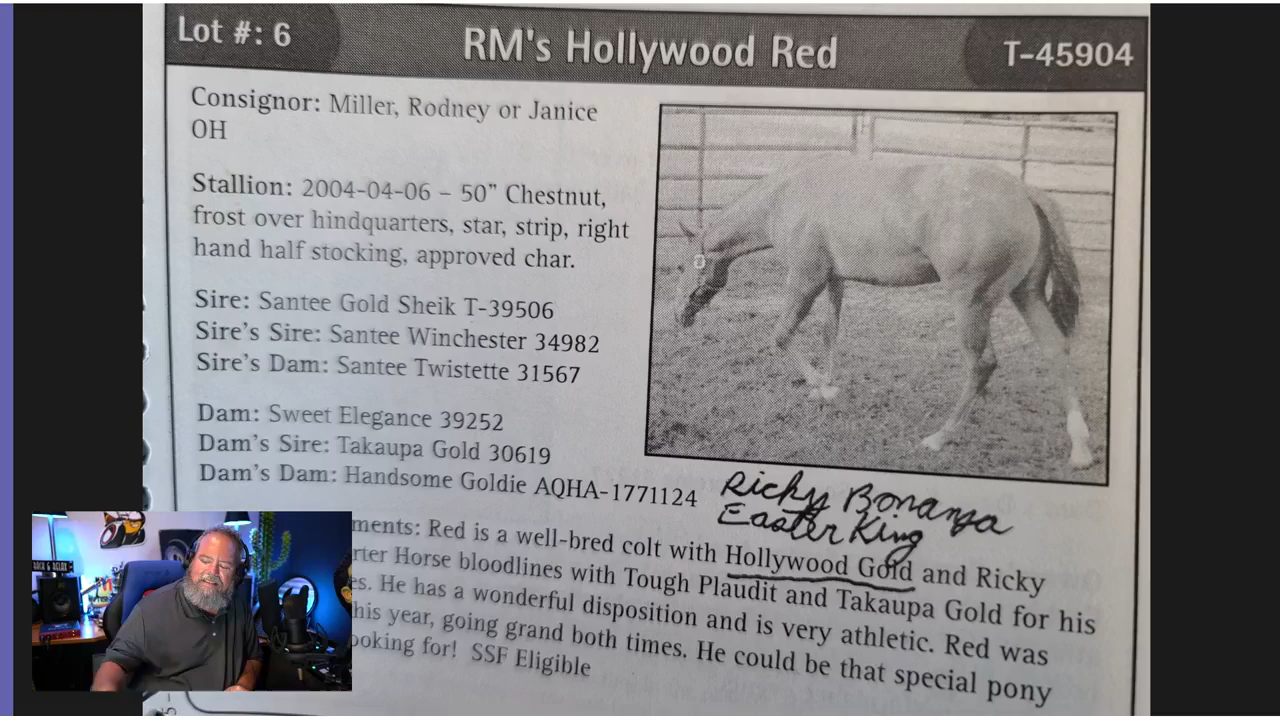 Lot #: 6
RM's Hollywood Red
T-45904
Consignor: Miller, Rodney or Janice
OH
Stallion: 2004-04-06 – 50” Chestnut,
frost over hindquarters, star, strip, right
hand half stocking, approved char.
Sire: Santee Gold Sheik T-39506
Sire's Sire: Santee Winchester 34982
Sire's Dam: Santee Twistette 31567
Dam: Sweet Elegance 39252
Dam's Sire: Takaupa Gold 30619
Dam's Dam: Handsome Goldie AQHA-1771124
Ricky Bonanza
Easter King
ments: Red is a well-bred colt with Hollywood Gold and Ricky
rter Horse bloodlines with Tough Plaudit and Takaupa Gold for his
es. He has a wonderful disposition and is very athletic. Red was
his year, going grand both times. He could be that special pony
ooking for! SSF Eligible